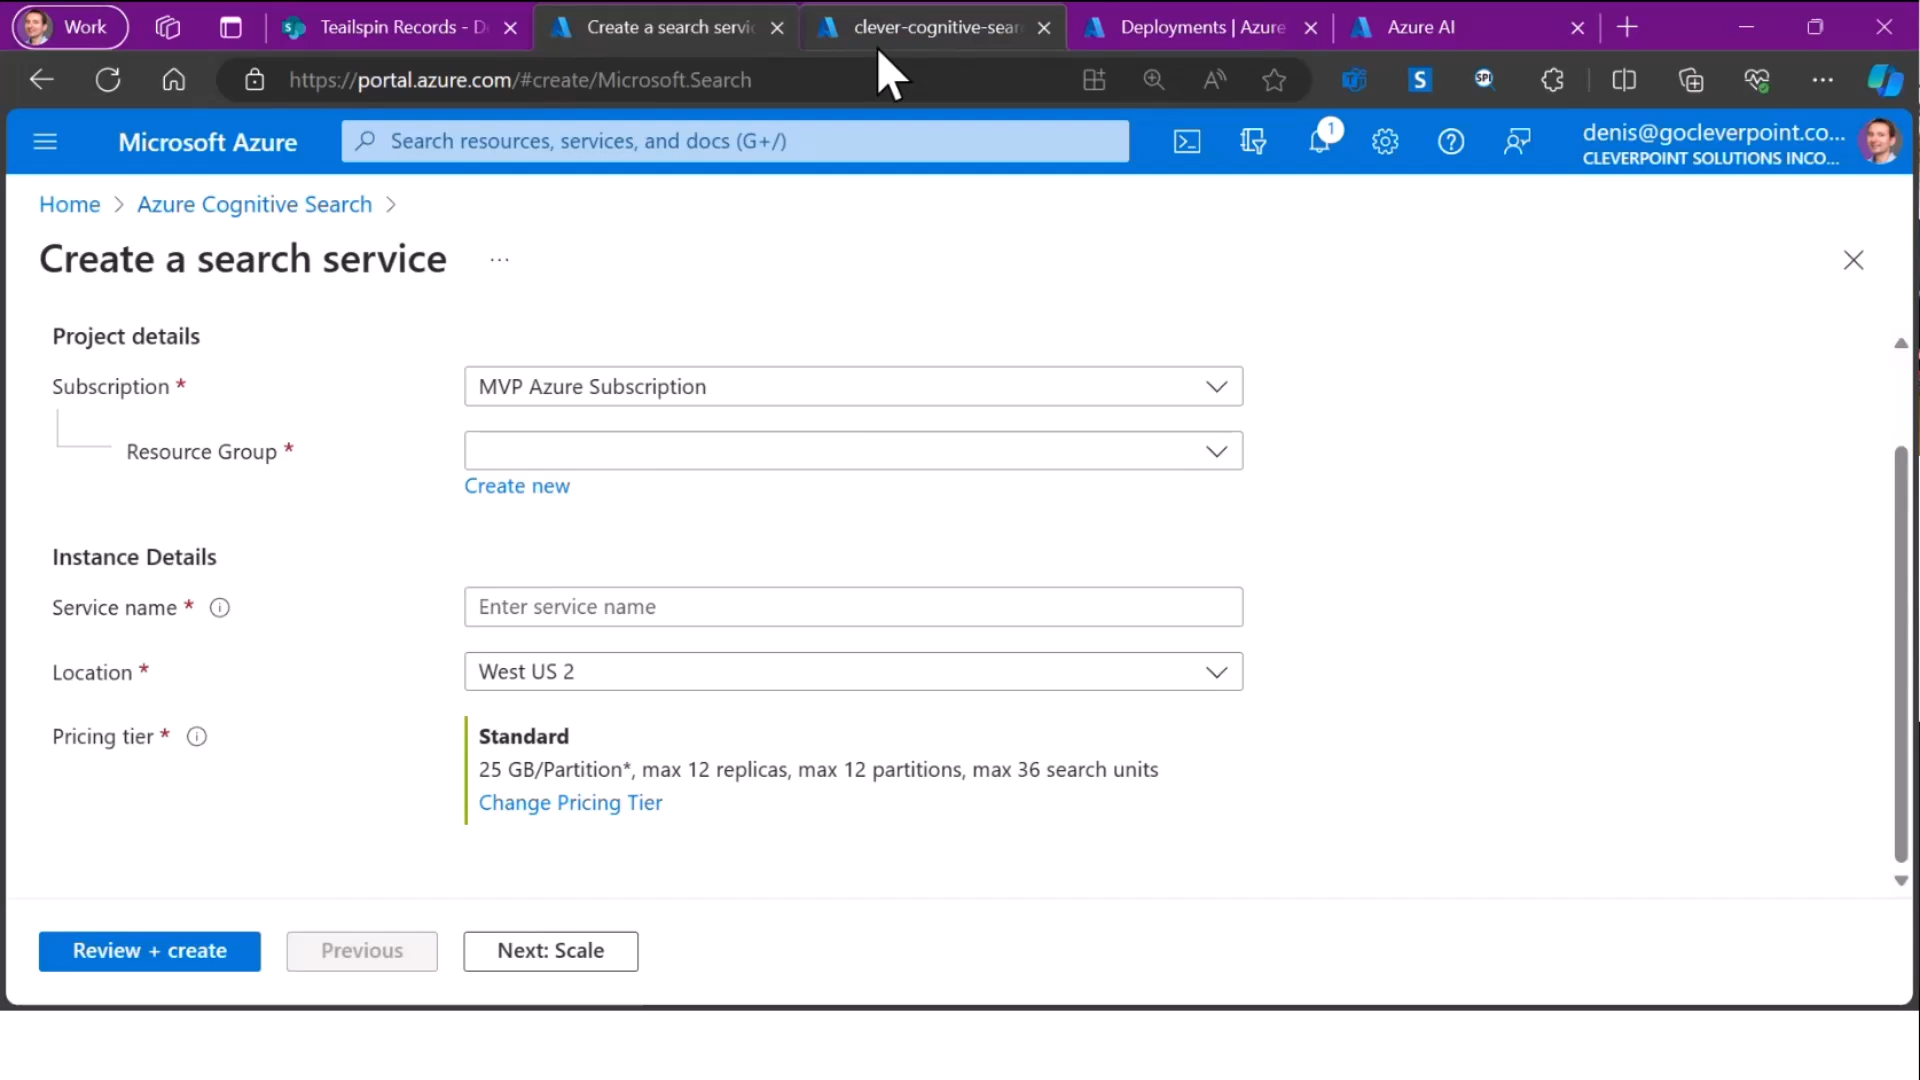 Work
Teailspin Records - D
Create a search servic
clever-cognitive-sear
Deployments | Azure
Azure AI
https://portal.azure.com/#create/Microsoft.Search
Microsoft Azure
Search resources, services, and docs (G+/)
1
denis@gocleverpoint.co...
CLEVERPOINT SOLUTIONS INCO...
Home > Azure Cognitive Search >
Create a search service ...
Project details
Subscription *
MVP Azure Subscription
Resource Group *
Create new
Instance Details
Service name *
Enter service name
Location *
West US 2
Pricing tier *
Standard
25 GB/Partition*, max 12 replicas, max 12 partitions, max 36 search units
Change Pricing Tier
Review + create
Previous
Next: Scale